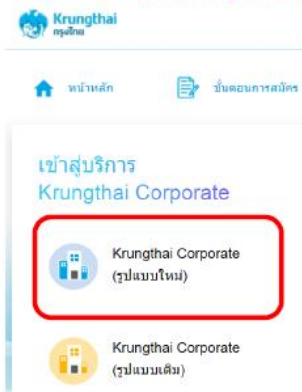 Krungthai
กรุงไทย
หน้าหลัก
ขั้นตอนการสมัคร
เข้าสู่บริการ
Krungthai Corporate
Krungthai Corporate
(รูปแบบใหม่)
Krungthai Corporate
(รูปแบบเดิม)